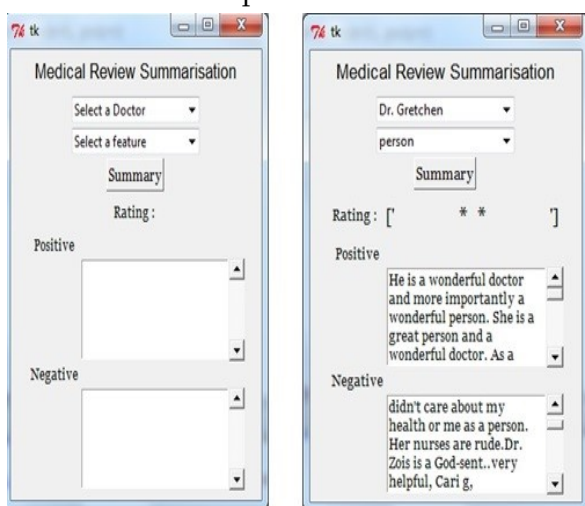 tk
Medical Review Summarisation
Select a Doctor
Select a feature
Summary
Rating :
Positive
Negative
tk
Medical Review Summarisation
Dr. Gretchen
person
Summary
Rating : [' * * ']
Positive
He is a wonderful doctor
and more importantly a
wonderful person. She is a
great person and a
wonderful doctor. As a
Negative
didn't care about my
health or me as a person.
Her nurses are rude.Dr.
Zois is a God-sent..very
helpful, Cari g,